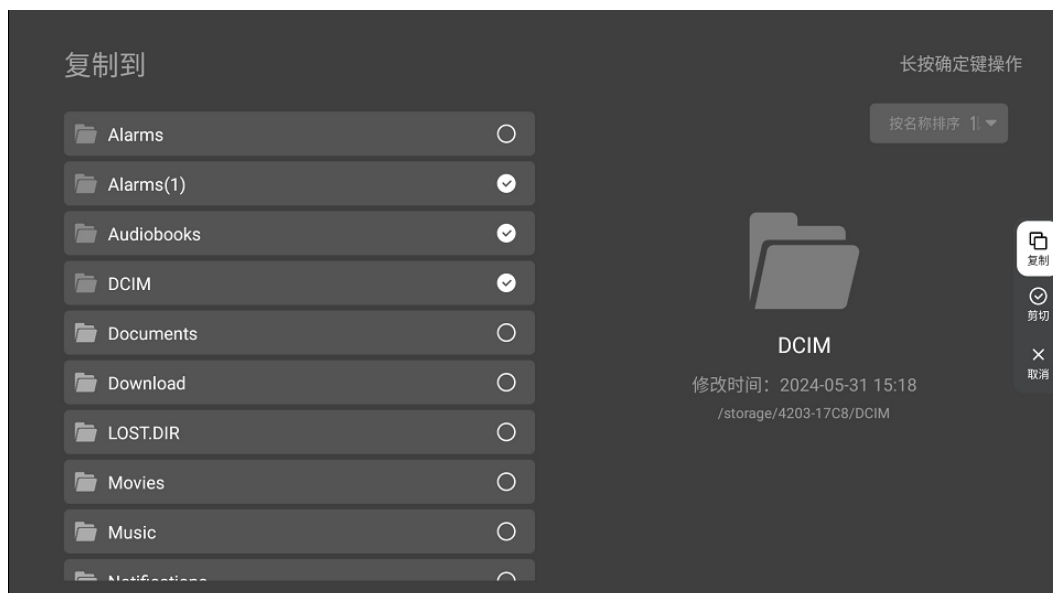 复制到
长按确定键操作
按名称排序
Alarms
Alarms(1)
Audiobooks
DCIM
Documents
Download
LOST.DIR
Movies
Music
Notifications
DCIM
修改时间：2024-05-31 15:18
/storage/4203-17C8/DCIM
复制
剪切
取消